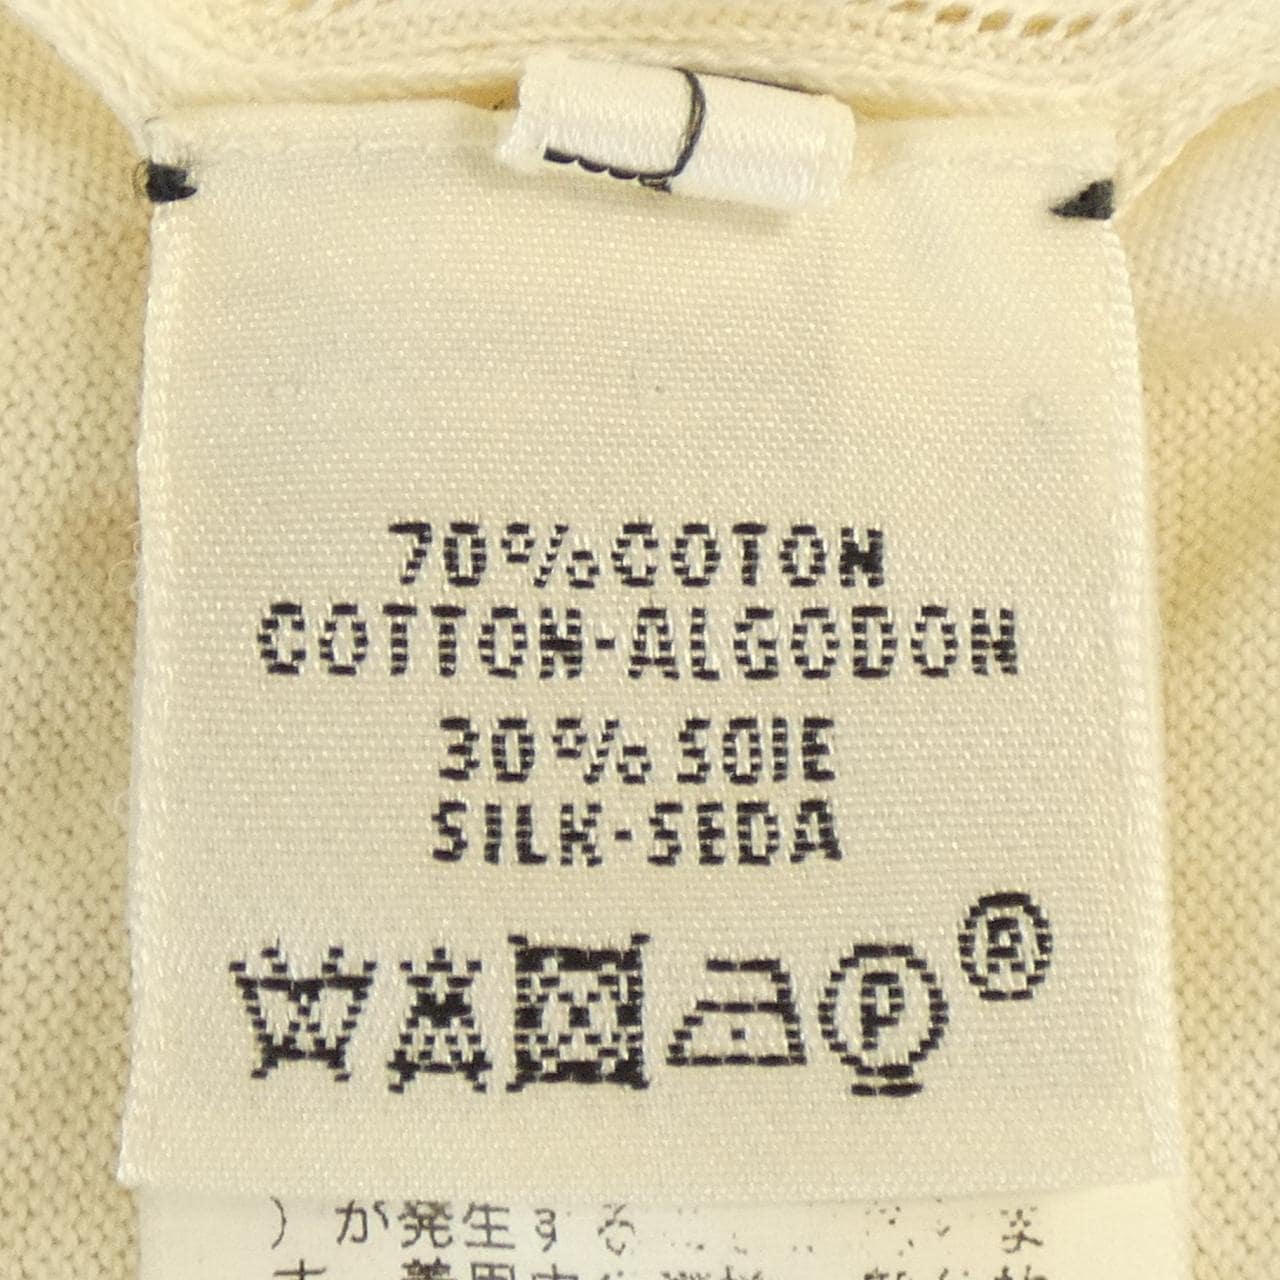 70%COTON
COTTON-ALGODON
30% SOIE
SILK-SEDA
P ®
)が発生する